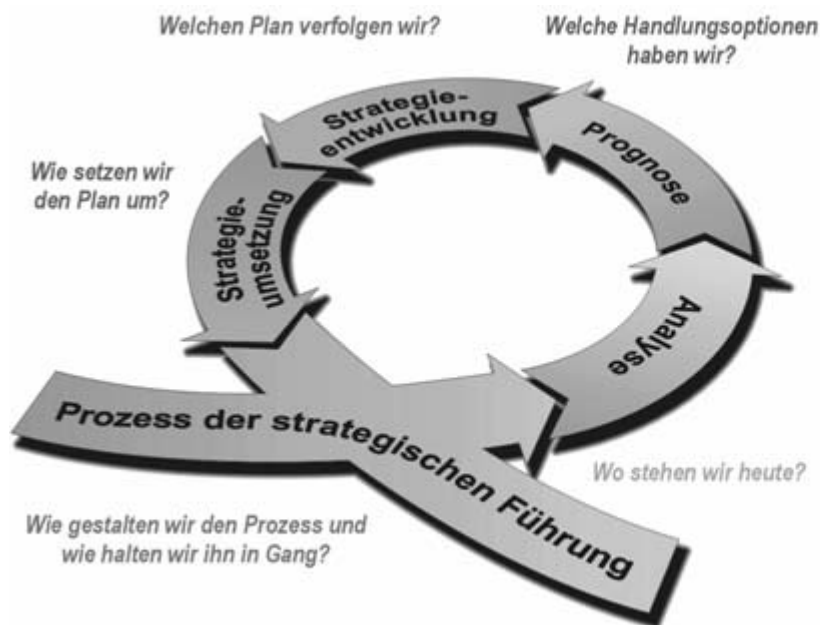 Welchen Plan verfolgen wir?
Welche Handlungsoptionen
haben wir?
Strategie-
entwicklung
Prognose
Wie setzen wir
den Plan um?
Strategie-
umsetzung
Analyse
Prozess der strategischen Führung
Wo stehen wir heute?
Wie gestalten wir den Prozess und
wie halten wir ihn in Gang?